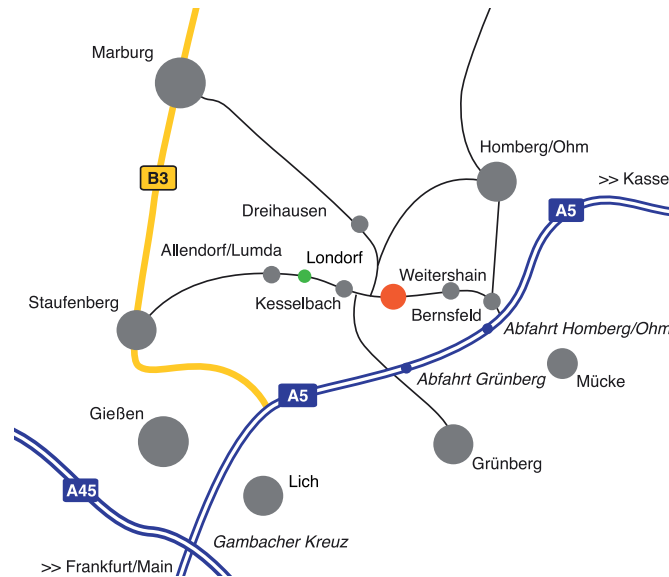 Marburg
B3
Homberg/Ohm
>> Kasse
A5
Dreihausen
Allendorf/Lumda
Londorf
Weitershain
Kesselbach
Bernsfeld
Staufenberg
Abfahrt Homberg/Ohm
Abfahrt Grünberg
Mücke
A5
Gießen
Grünberg
Lich
A45
Gambacher Kreuz
>> Frankfurt/Main